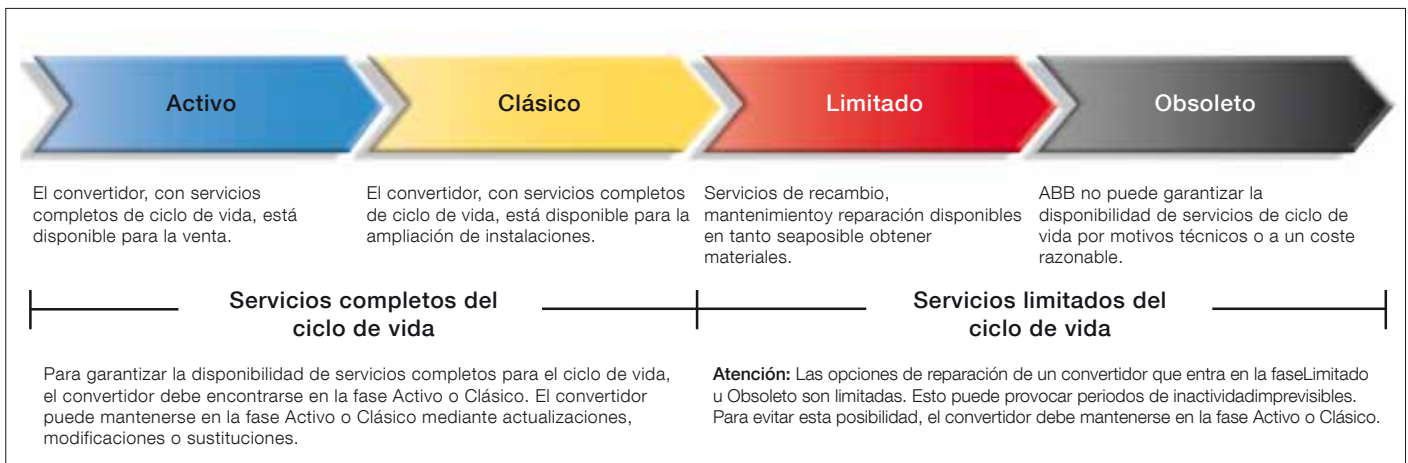 Activo
Clásico
Limitado
Obsoleto
El convertidor, con servicios
completos de ciclo de vida, está
disponible para la venta.
El convertidor, con servicios completos
de ciclo de vida, está disponible para la
ampliación de instalaciones.
Servicios de recambio,
mantenimientoy reparación disponibles
en tanto seaposible obtener
materiales.
ABB no puede garantizar la
disponibilidad de servicios de ciclo de
vida por motivos técnicos o a un coste
razonable.
Servicios completos del
ciclo de vida
Servicios limitados del
ciclo de vida
Para garantizar la disponibilidad de servicios completos para el ciclo de vida,
el convertidor debe encontrarse en la fase Activo o Clásico. El convertidor
puede mantenerse en la fase Activo o Clásico mediante actualizaciones,
modificaciones o sustituciones.
Atención: Las opciones de reparación de un convertidor que entra en la faseLimitado
u Obsoleto son limitadas. Esto puede provocar periodos de inactividadimprevisibles.
Para evitar esta posibilidad, el convertidor debe mantenerse en la fase Activo o Clásico.